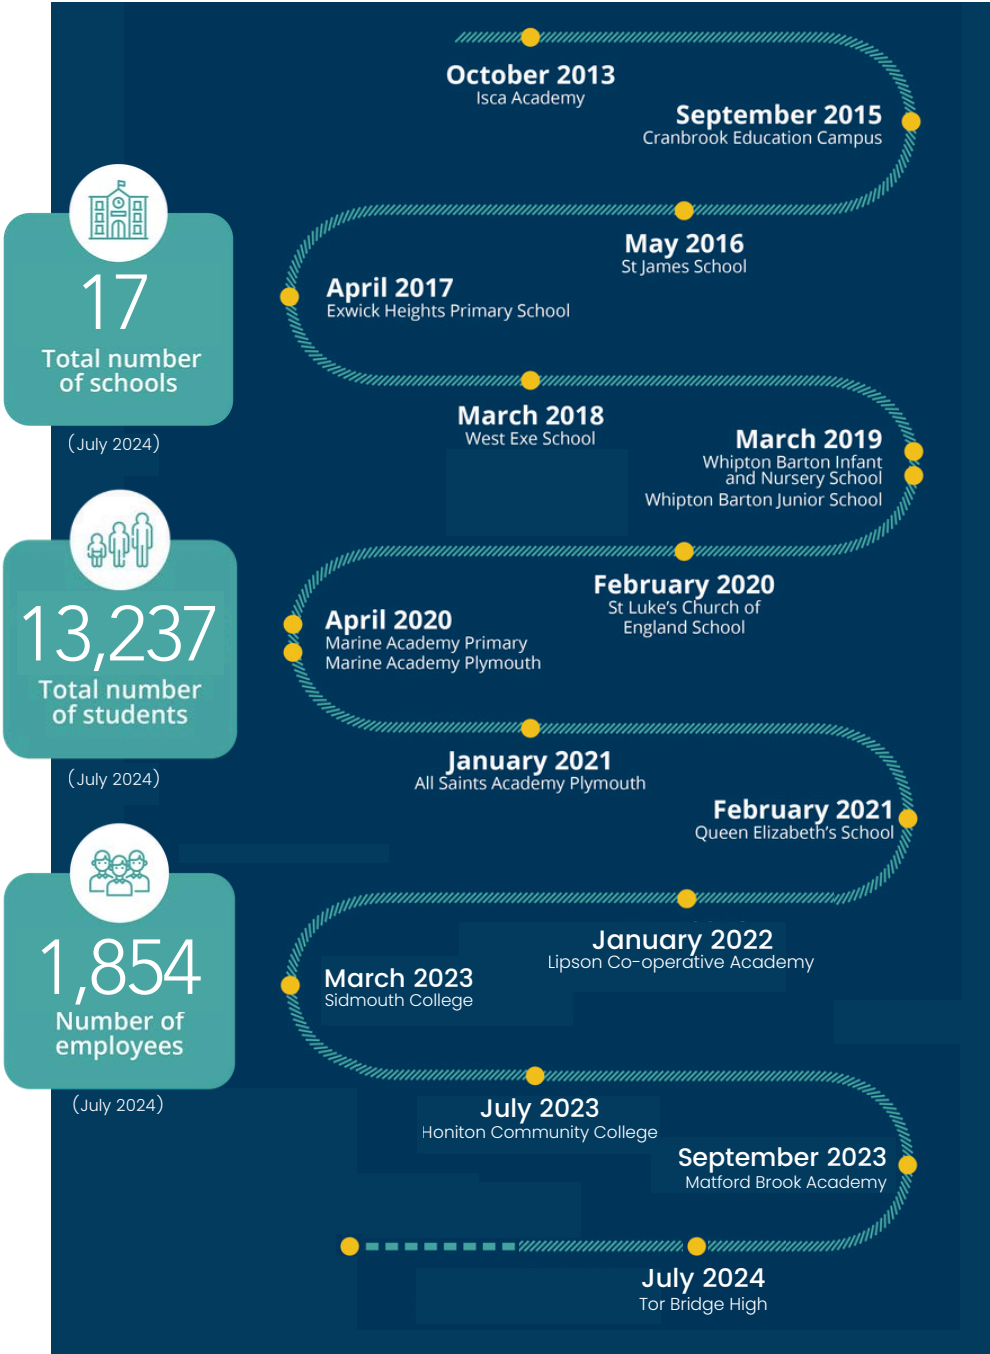 October 2013
Isca Academy
September 2015
Cranbrook Education Campus
May 2016
St James School
April 2017
Exwick Heights Primary School
March 2018
West Exe School
March 2019
Whipton Barton Infant
and Nursery School
Whipton Barton Junior School
February 2020
St Luke's Church of
England School
April 2020
Marine Academy Primary
Marine Academy Plymouth
January 2021
All Saints Academy Plymouth
February 2021
Queen Elizabeth's School
January 2022
Lipson Co-operative Academy
March 2023
Sidmouth College
July 2023
Honiton Community College
September 2023
Matford Brook Academy
July 2024
Tor Bridge High
17
Total number
of schools
(July 2024)
13,237
Total number
of students
(July 2024)
1,854
Number of
employees
(July 2024)